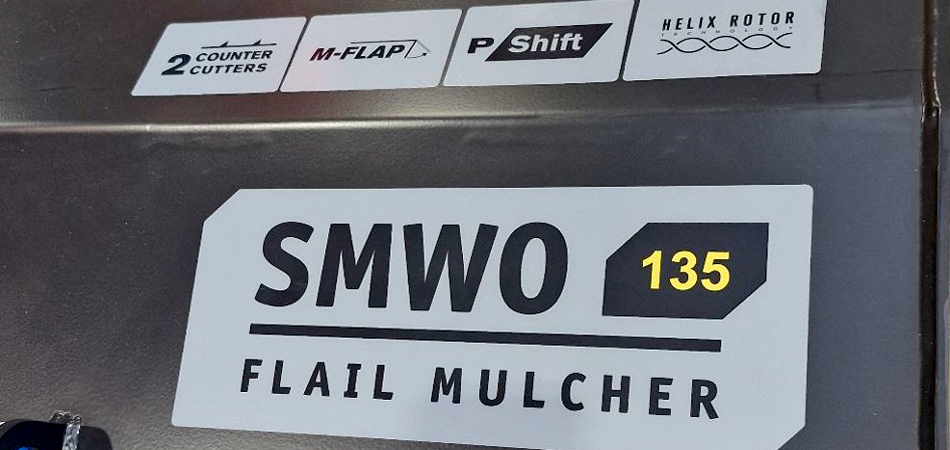 2 COUNTER CUTTERS
M-FLAP
P Shift
HELIX ROTOR
TECHNOLOGY
SMWO 135
FLAIL MULCHER